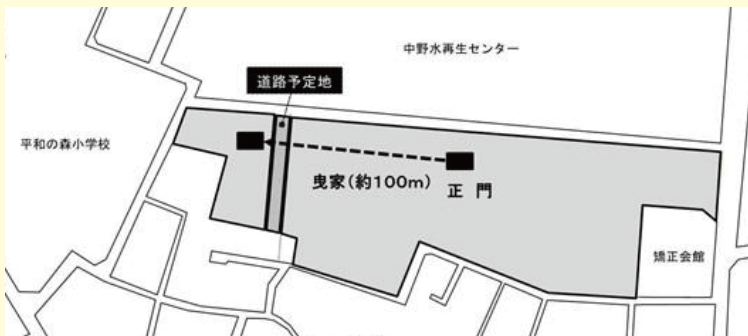 中野水再生センター
道路予定地
平和の森小学校
曳家(約100m)
正門
矯正会館